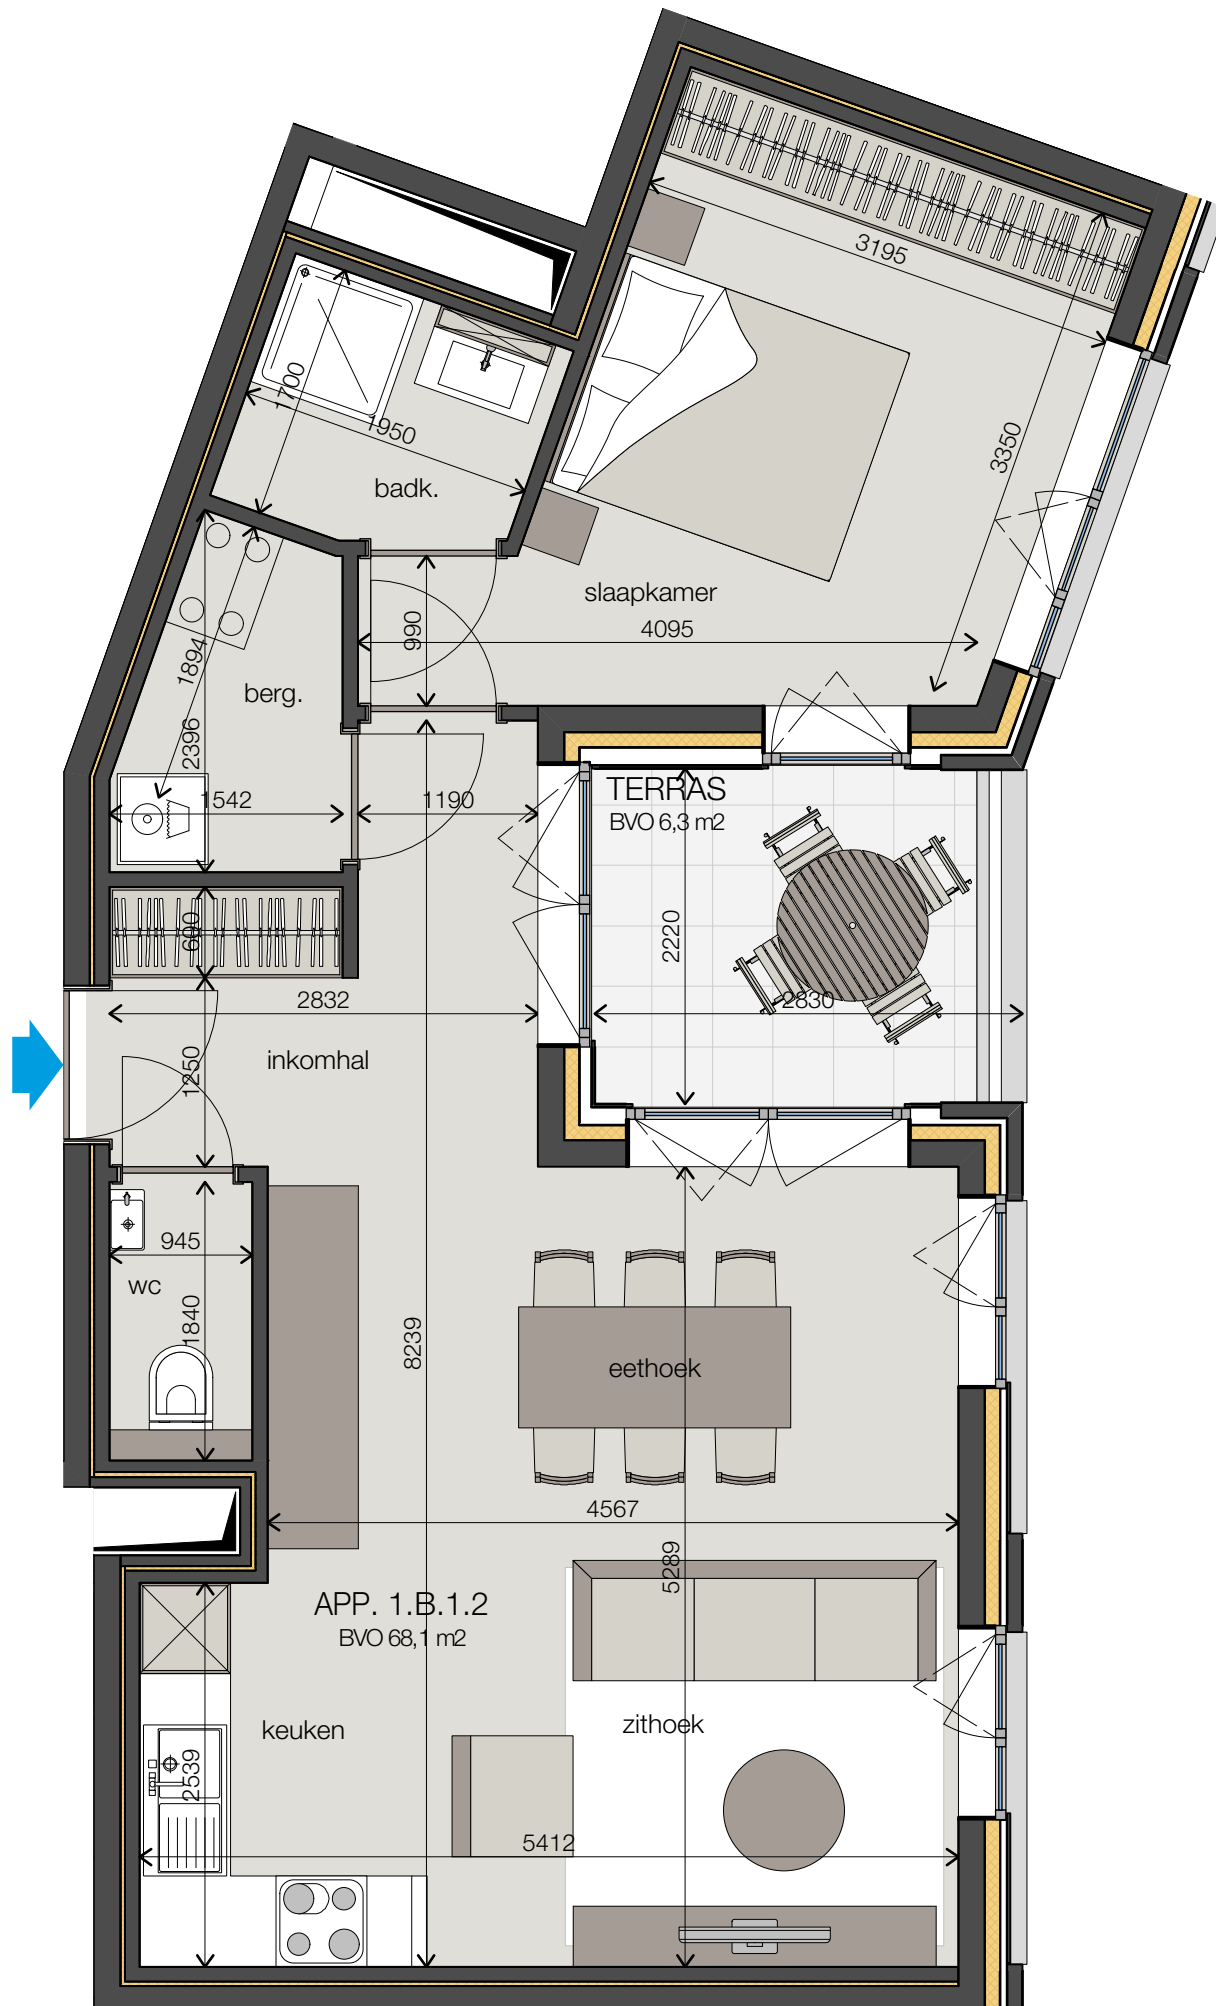 3195
1700
1950
3350
badk.
slaapkamer
4095
990
1894
berg.
2396
TERRAS
BVO 6,3 m2
1542
1190
600
2220
2832
2830
inkomhal
1250
945
wc
1840
8239
eethoek
4567
5289
APP. 1.B.1.2
BVO 68,1 m2
keuken
zithoek
2539
5412